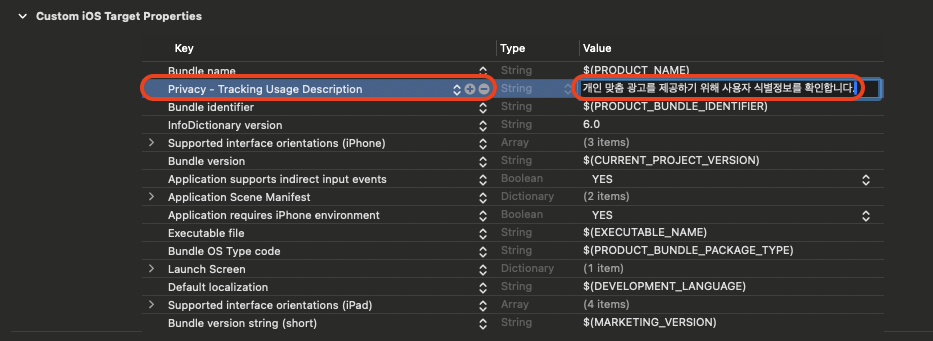 Custom iOS Target Properties
Key Type Value
Bundle name String $(PRODUCT_NAME)
Privacy - Tracking Usage Description String 개인 맞춤 광고를 제공하기 위해 사용자 식별정보를 확인합니다.
Bundle identifier String $(PRODUCT_BUNDLE_IDENTIFIER)
InfoDictionary version String 6.0
Supported interface orientations (iPhone) Array (3 items)
Bundle version String $(CURRENT_PROJECT_VERSION)
Application supports indirect input events Boolean YES
Application Scene Manifest Dictionary (2 items)
Application requires iPhone environment Boolean YES
Executable file String $(EXECUTABLE_NAME)
Bundle OS Type code String $(PRODUCT_BUNDLE_PACKAGE_TYPE)
Launch Screen Dictionary (1 item)
Default localization String $(DEVELOPMENT_LANGUAGE)
Supported interface orientations (iPad) Array (4 items)
Bundle version string (short) String $(MARKETING_VERSION)